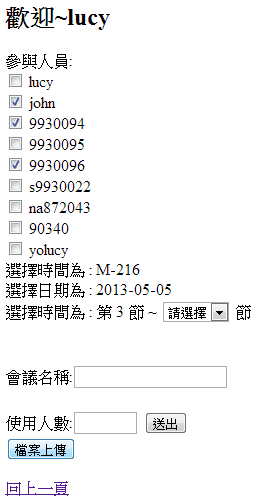 歡迎~lucy
參與人員:
lucy
john
9930094
9930095
9930096
s9930022
na872043
90340
yolucy
選擇時間為 : M-216
選擇日期為 : 2013-05-05
選擇時間為 : 第 3 節 ~ 請選擇 節
會議名稱:
使用人數: 送出
檔案上傳
回上一頁